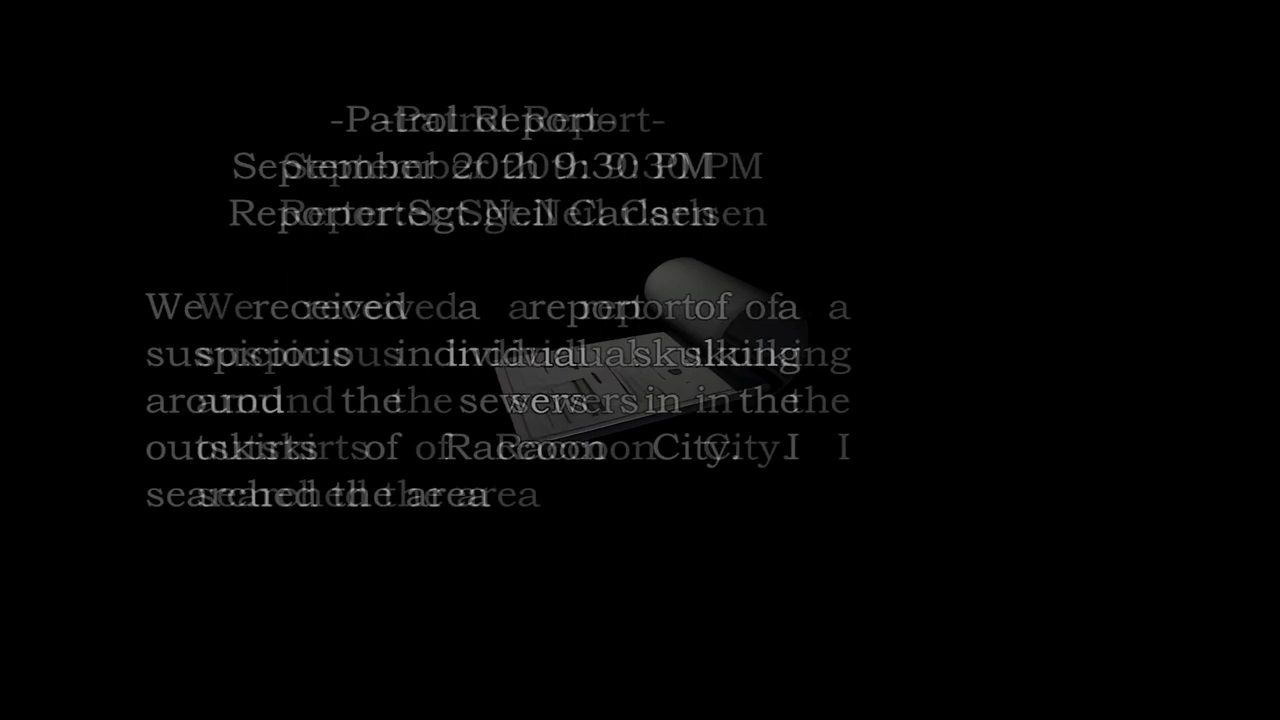 -Patrol Report-
September 20th 9:30 PM
Reporter: Sgt. Neil Carlsen
We received a report of a
suspicious individual skulking
around the sewers in the
outskirts of Raccoon City. I
searched the area